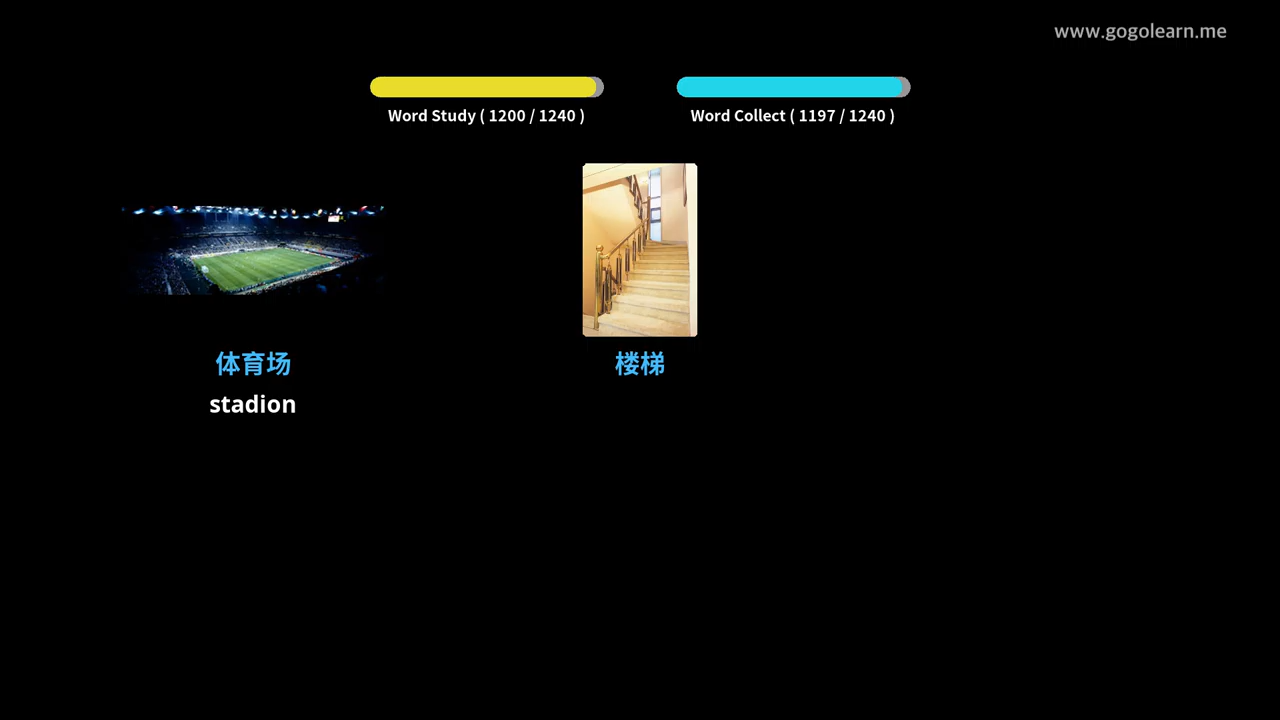 www.gogolearn.me
Word Study ( 1200 / 1240 )
Word Collect ( 1197 / 1240 )
体育场
楼梯
stadion